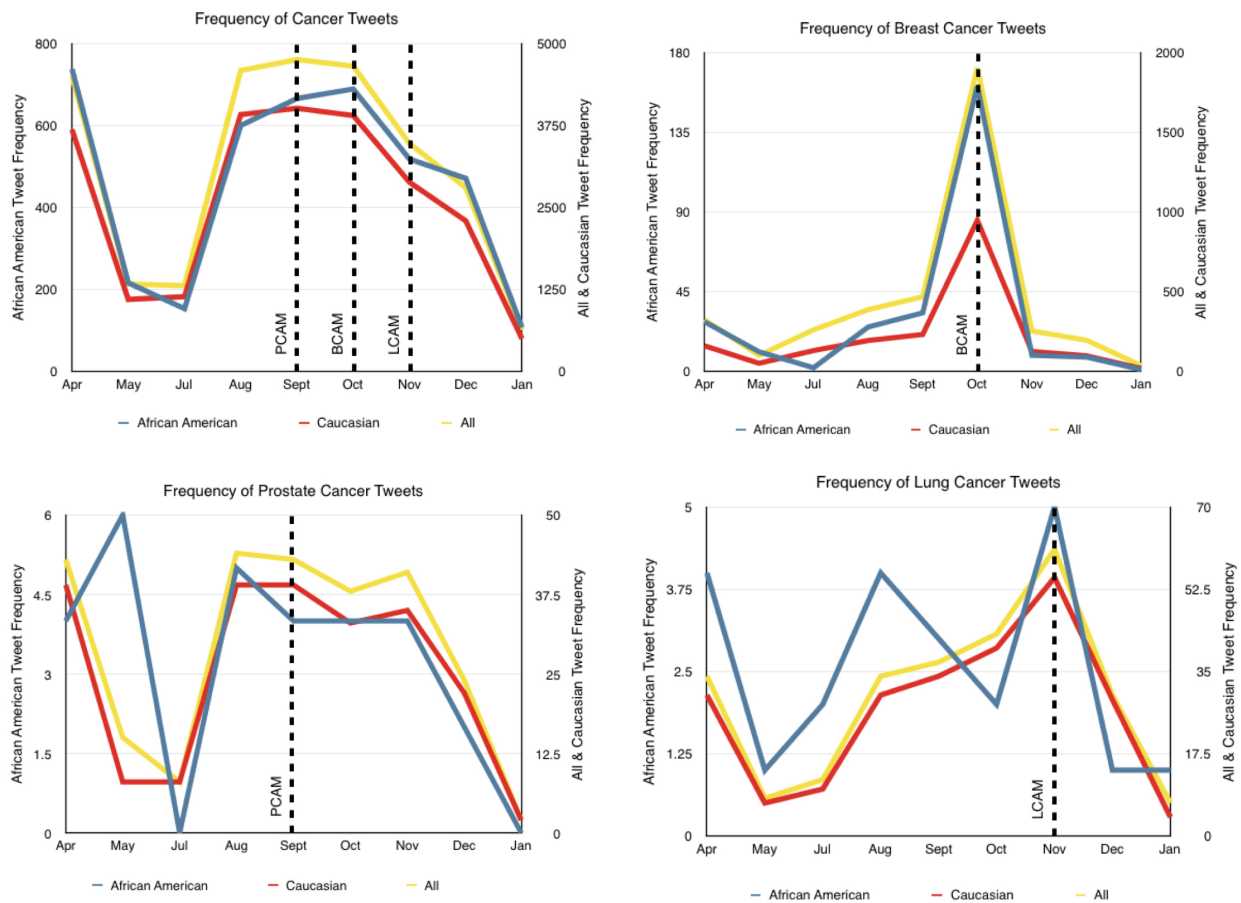 Frequency of Cancer Tweets
African American Tweet Frequency
800
600
400
200
0
5000
3750
2500
1250
0
All & Caucasian Tweet Frequency
PCAM
BCAM
LCAM
Apr May Jul Aug Sept Oct Nov Dec Jan
African American Caucasian All
Frequency of Breast Cancer Tweets
African American Tweet Frequency
180
135
90
45
0
2000
1500
1000
500
0
All & Caucasian Tweet Frequency
BCAM
Apr May Jul Aug Sept Oct Nov Dec Jan
African American Caucasian All
Frequency of Prostate Cancer Tweets
African American Tweet Frequency
6
4.5
3
1.5
0
50
37.5
25
12.5
0
All & Caucasian Tweet Frequency
PCAM
Apr May Jul Aug Sept Oct Nov Dec Jan
African American Caucasian All
Frequency of Lung Cancer Tweets
African American Tweet Frequency
5
3.75
2.5
1.25
0
70
52.5
35
17.5
0
All & Caucasian Tweet Frequency
LCAM
Apr May Jul Aug Sept Oct Nov Dec Jan
African American Caucasian All